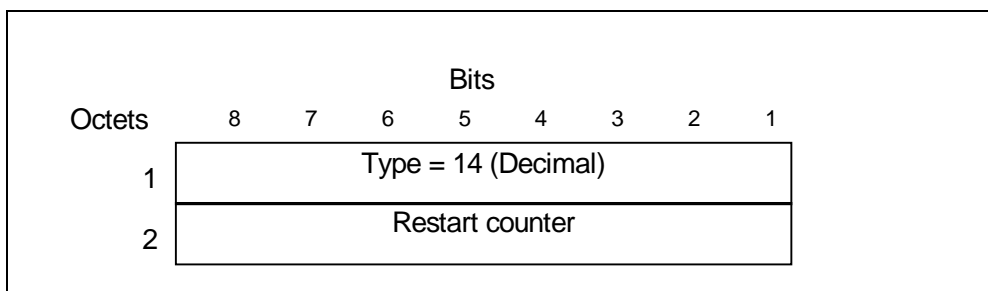 Bits
Octets 8 7 6 5 4 3 2 1
1 Type = 14 (Decimal)
2 Restart counter